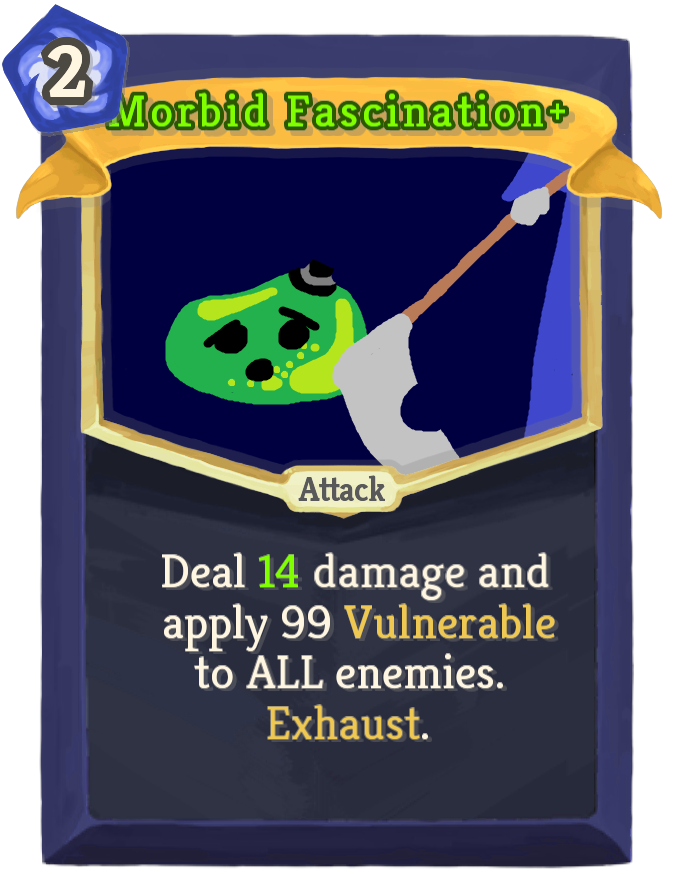 2
Morbid Fascination+
Attack
Deal 14 damage and
apply 99 Vulnerable
to ALL enemies.
Exhaust.